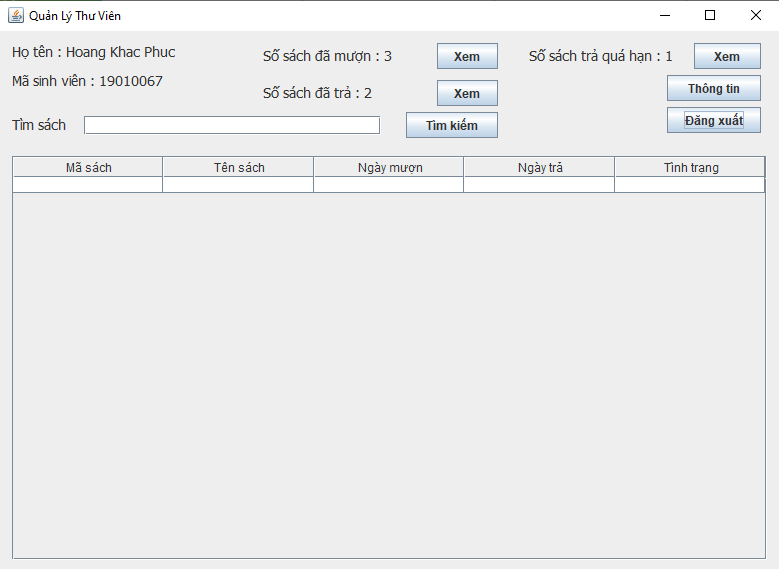 Quản Lý Thư Viên
Họ tên : Hoang Khac Phuc
Số sách đã mượn : 3
Xem
Số sách trả quá hạn : 1
Xem
Mã sinh viên : 19010067
Số sách đã trả : 2
Xem
Thông tin
Tìm sách
Tìm kiếm
Đăng xuất
Mã sách
Tên sách
Ngày mượn
Ngày trả
Tình trạng